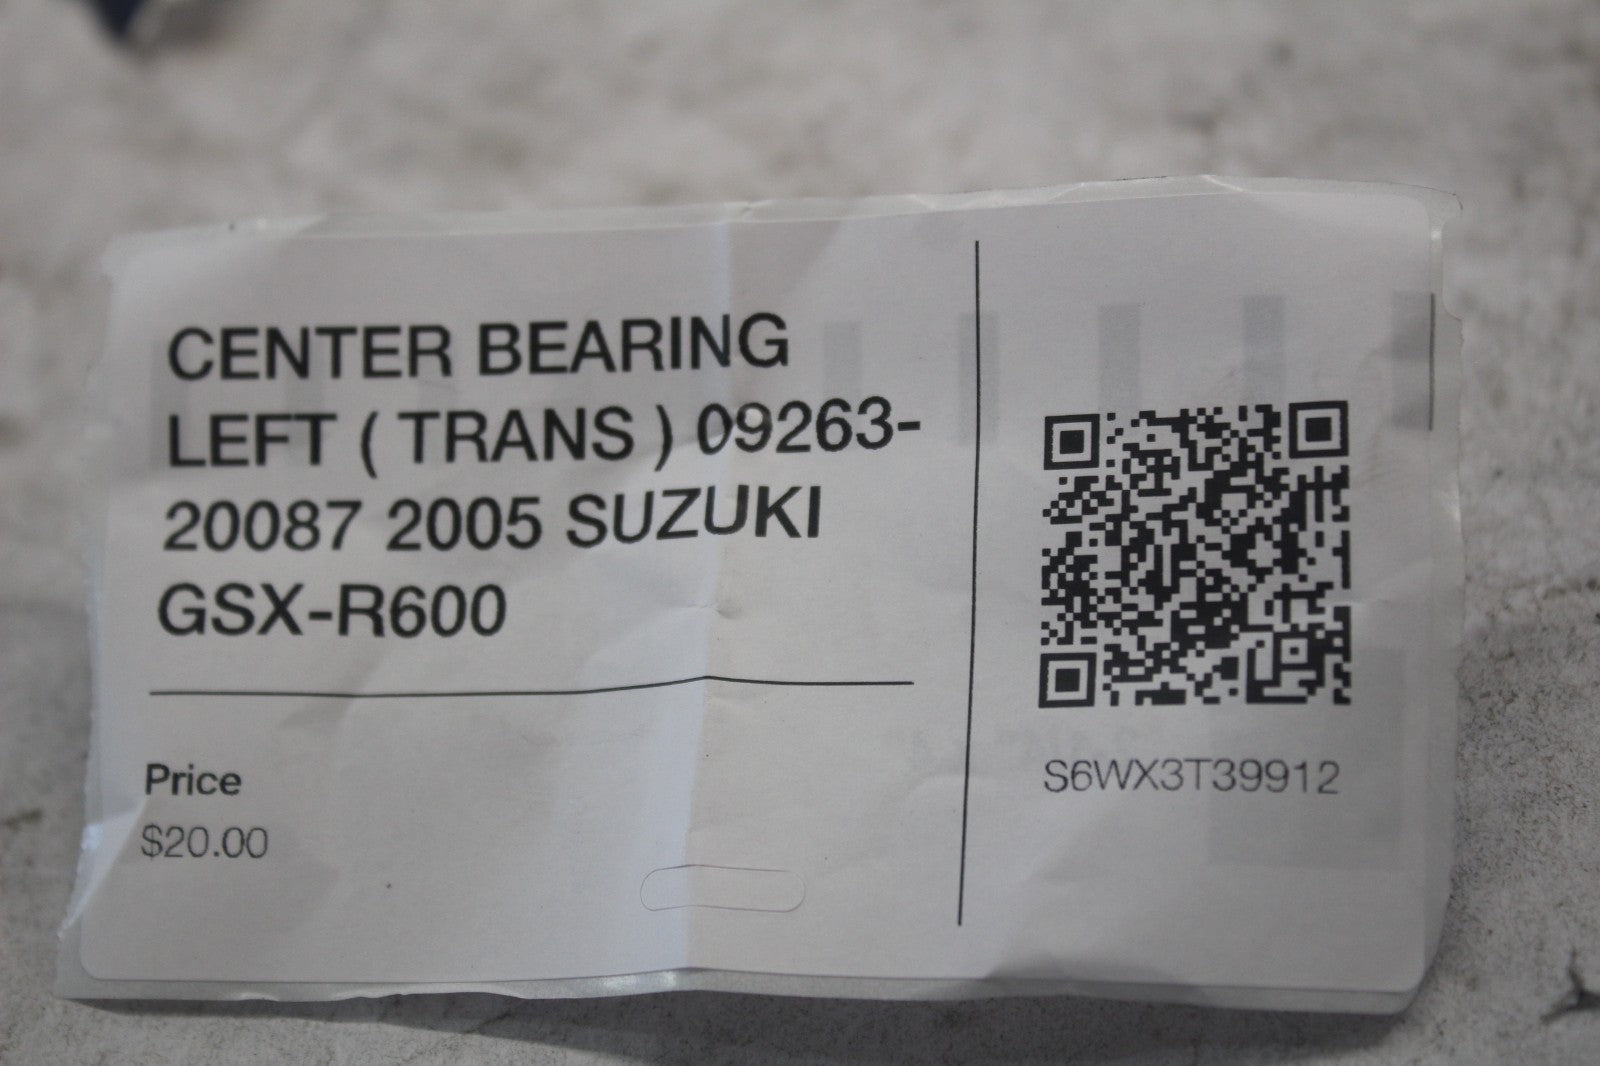 CENTER BEARING
LEFT ( TRANS ) 09263-
20087 2005 SUZUKI
GSX-R600
Price
$20.00
S6WX3T39912